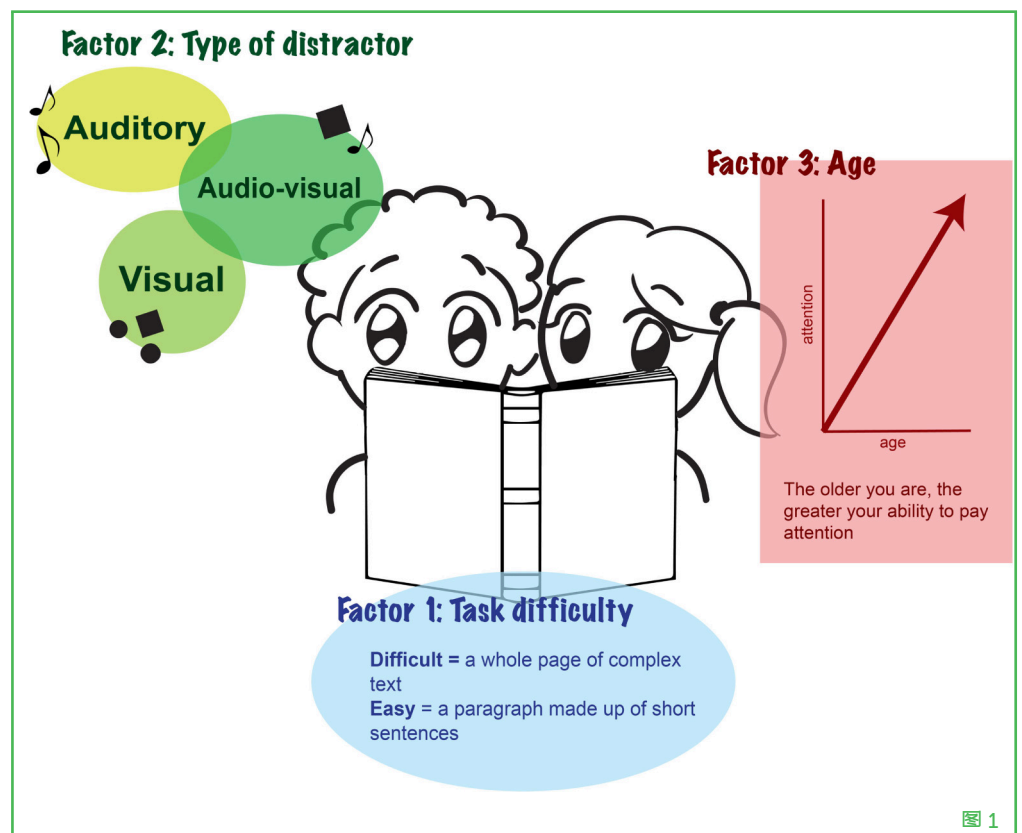 Factor 2: Type of distractor
Auditory
Audio-visual
Visual
Factor 3: Age
attention
age
The older you are, the
greater your ability to pay
attention
Factor 1: Task difficulty
Difficult = a whole page of complex
text
Easy = a paragraph made up of short
sentences
图 1